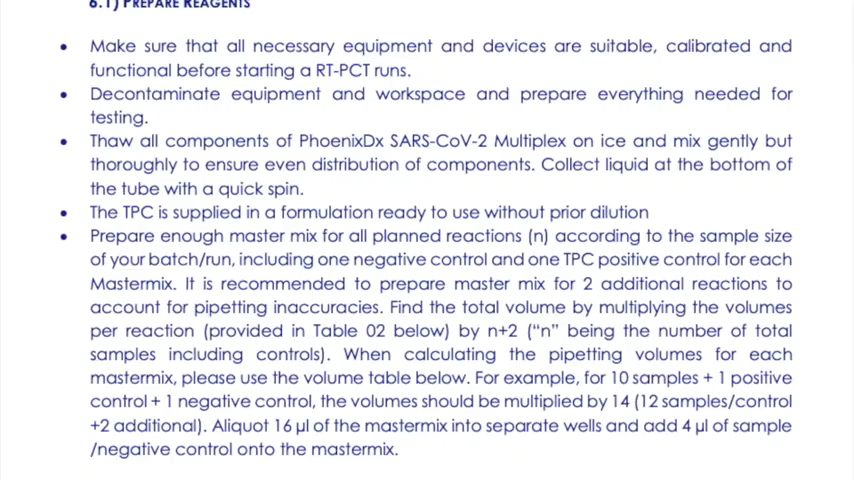 6.1) PREPARE REAGENTS
• Make sure that all necessary equipment and devices are suitable, calibrated and
functional before starting a RT-PCT runs.
• Decontaminate equipment and workspace and prepare everything needed for
testing.
• Thaw all components of PhoenixDx SARS-CoV-2 Multiplex on ice and mix gently but
thoroughly to ensure even distribution of components. Collect liquid at the bottom of
the tube with a quick spin.
• The TPC is supplied in a formulation ready to use without prior dilution
• Prepare enough master mix for all planned reactions (n) according to the sample size
of your batch/run, including one negative control and one TPC positive control for each
Mastermix. It is recommended to prepare master mix for 2 additional reactions to
account for pipetting inaccuracies. Find the total volume by multiplying the volumes
per reaction (provided in Table 02 below) by n+2 (“n” being the number of total
samples including controls). When calculating the pipetting volumes for each
mastermix, please use the volume table below. For example, for 10 samples + 1 positive
control + 1 negative control, the volumes should be multiplied by 14 (12 samples/control
+2 additional). Aliquot 16 µl of the mastermix into separate wells and add 4 µl of sample
/negative control onto the mastermix.